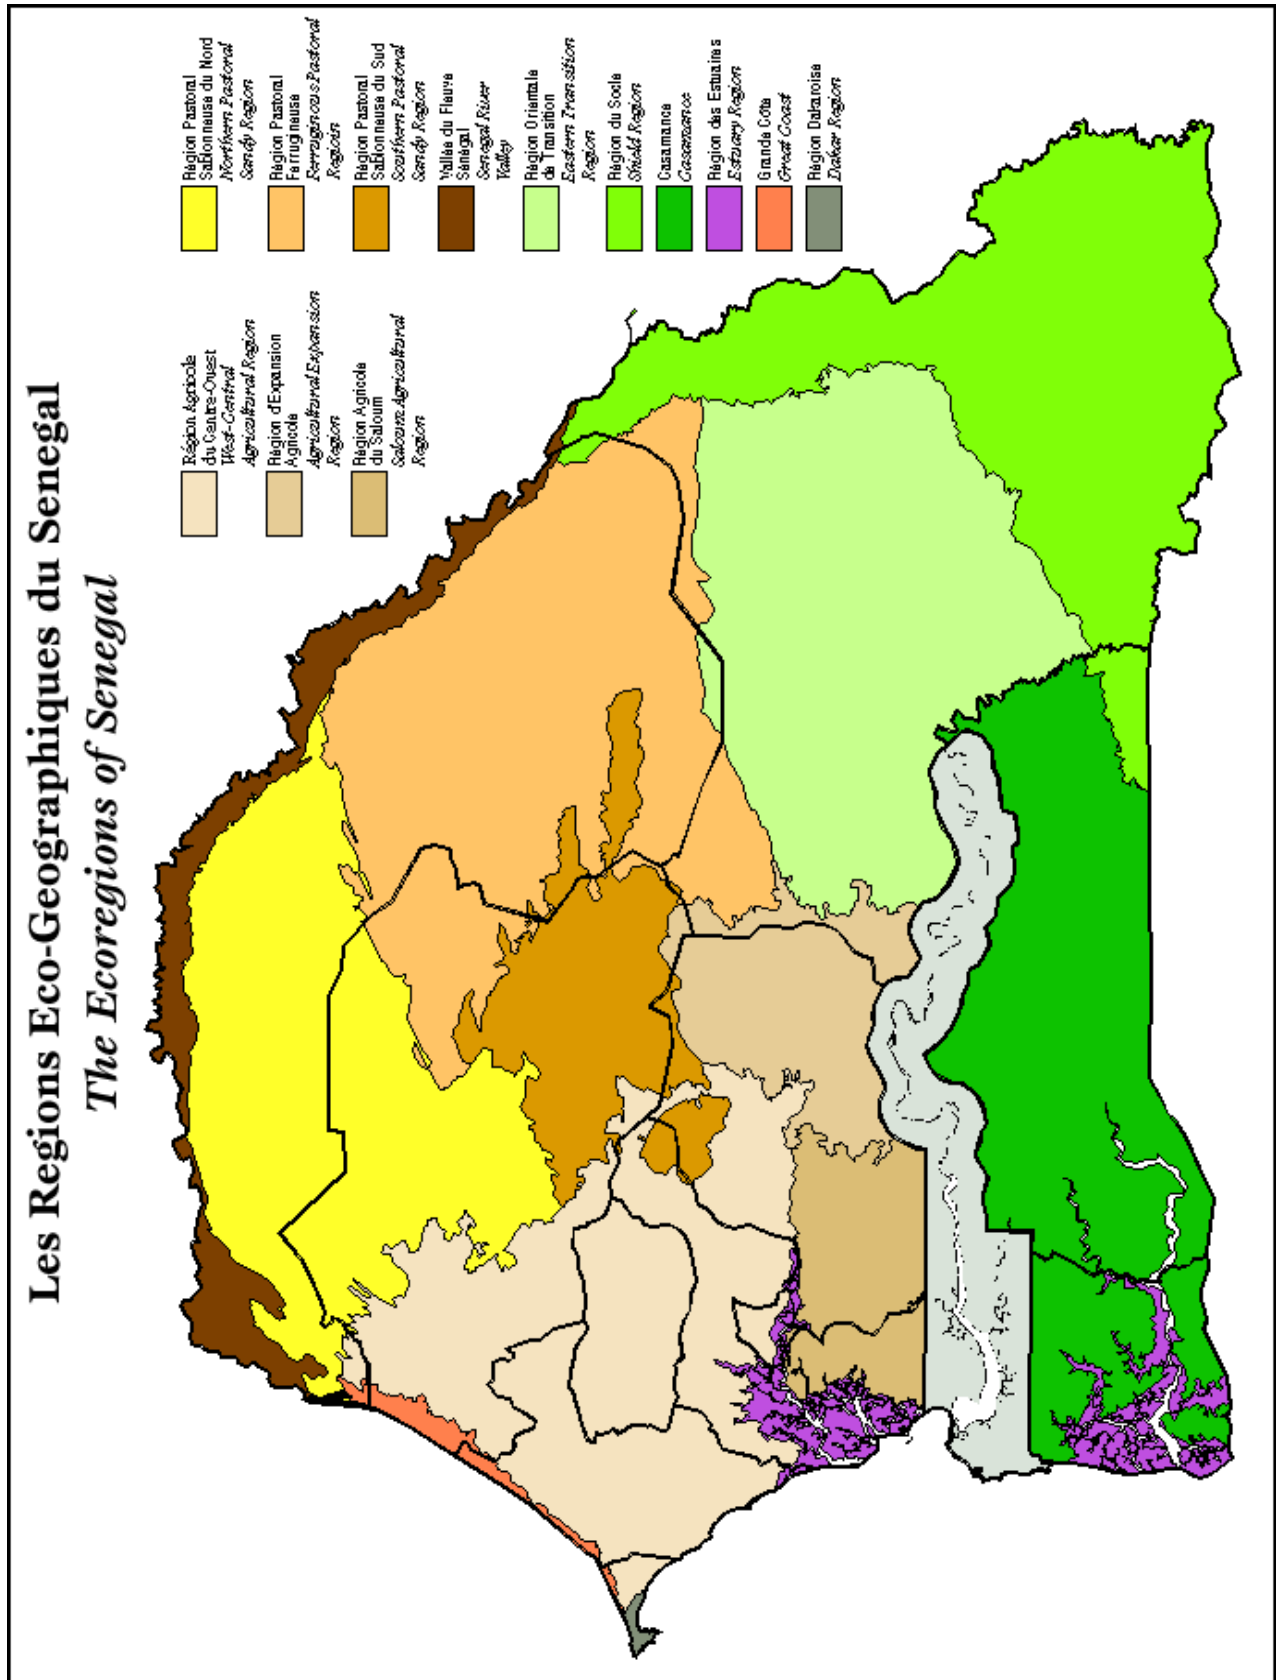 Les Regions Eco-Geographiques du Senegal
The Ecoregions of Senegal
Région Agricole
du Centre-Ouest
West-Central
Agricultural Region
Région d'Expansion
Agricole
Agricultural Expansion
Region
Région Agricole
du Saloum
Saloum Agricultural
Region
Région Pastoral
Sablonneuse du Nord
Northern Pastoral
Sandy Region
Région Pastoral
Ferrugineuse
Ferruginous Pastoral
Regoin
Région Pastoral
Sablonneuse du Sud
Southern Pastoral
Sandy Region
Vallée du Fleuve
Sénégal
Senegal River
Valley
Région Orientale
de Transition
Eastern Transition
Region
Région du Socle
Shield Region
Casamance
Casamance
Région des Estuaires
Estuary Region
Grande Côte
Great Coast
Région Dakaroise
Dakar Region